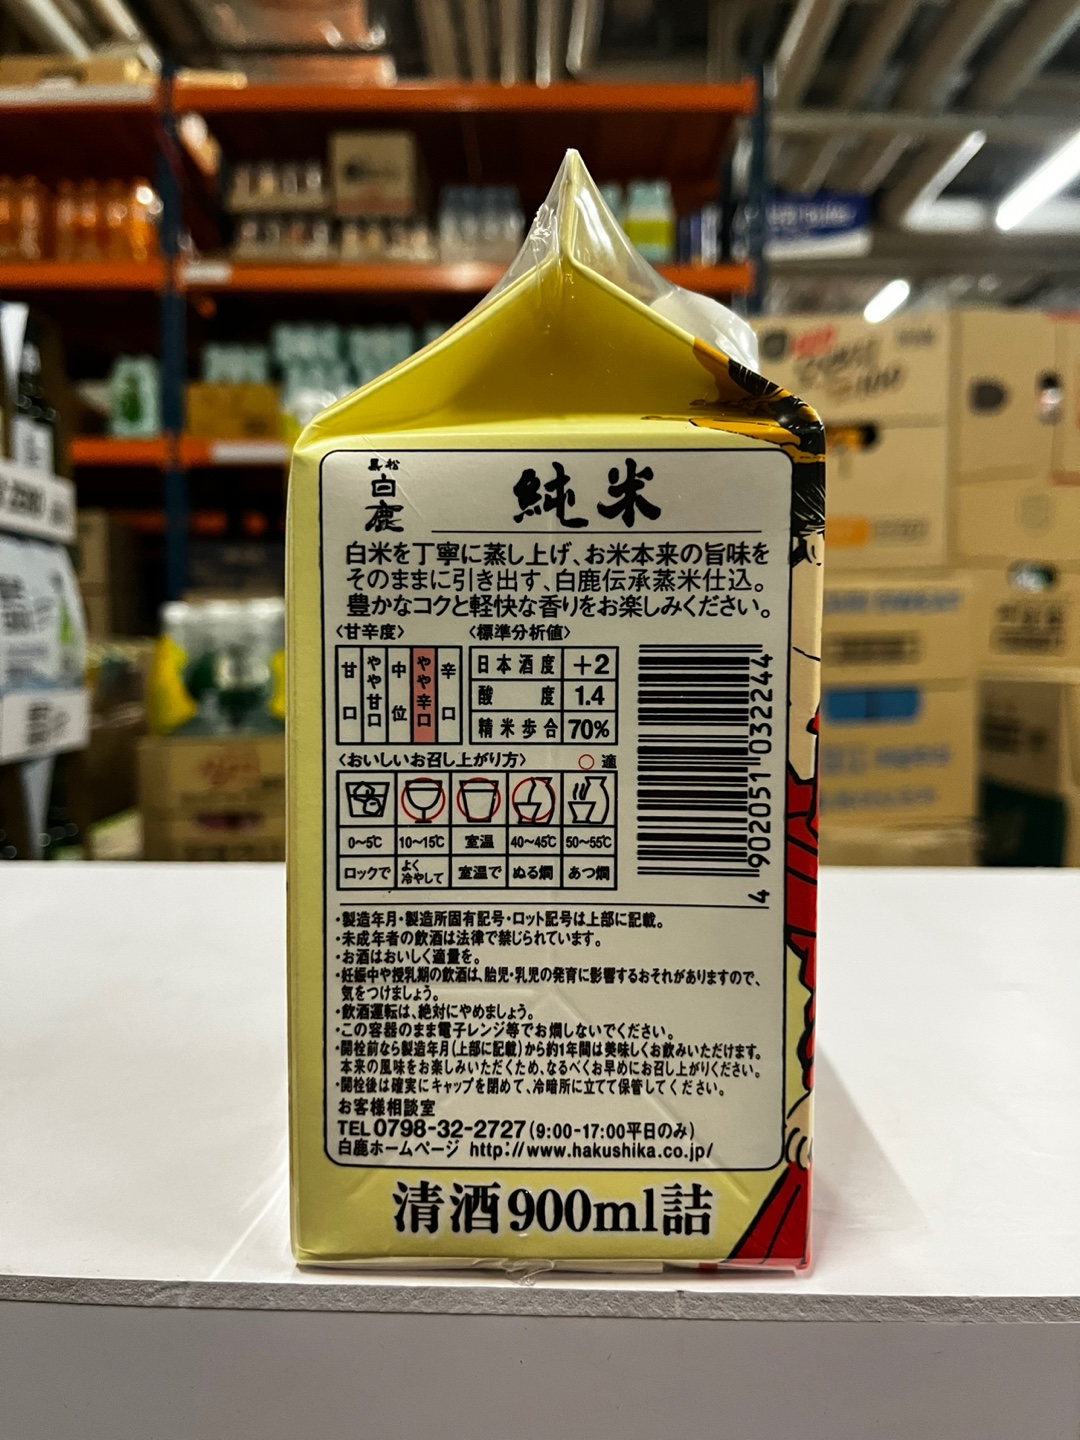 黒松
白鹿
純米
白米を丁寧に蒸し上げ、お米本来の旨味を
そのままに引き出す、白鹿伝承蒸米仕込。
豊かなコクと軽快な香りをお楽しみください。
〈甘辛度〉
甘口 やや甘口 中位 やや辛口 辛口
〈標準分析値〉
日本酒度 +2
酸度 1.4
精米歩合 70%
〈おいしいお召し上がり方〉 ○ 適
0〜5℃ 10〜15℃ 室温 40〜45℃ 50〜55℃
ロックで よく冷やして 室温で ぬる燗 あつ燗
4 902051 032244
・製造年月・製造所固有記号・ロット記号は上部に記載。
・未成年者の飲酒は法律で禁じられています。
・お酒はおいしく適量を。
・妊娠中や授乳期の飲酒は、胎児・乳児の発育に影響するおそれがありますので、
気をつけましょう。
・飲酒運転は、絶対にやめましょう。
・この容器のまま電子レンジ等でお燗しないでください。
・開栓前なら製造年月(上部に記載)から約1年間は美味しくお飲みいただけます。
本来の風味をお楽しみいただくため、なるべくお早めにお召し上がりください。
・開栓後は確実にキャップを閉めて、冷暗所に立てて保管してください。
お客様相談室
TEL 0798-32-2727 (9:00-17:00平日のみ)
白鹿ホームページ http://www.hakushika.co.jp/
清酒900ml詰